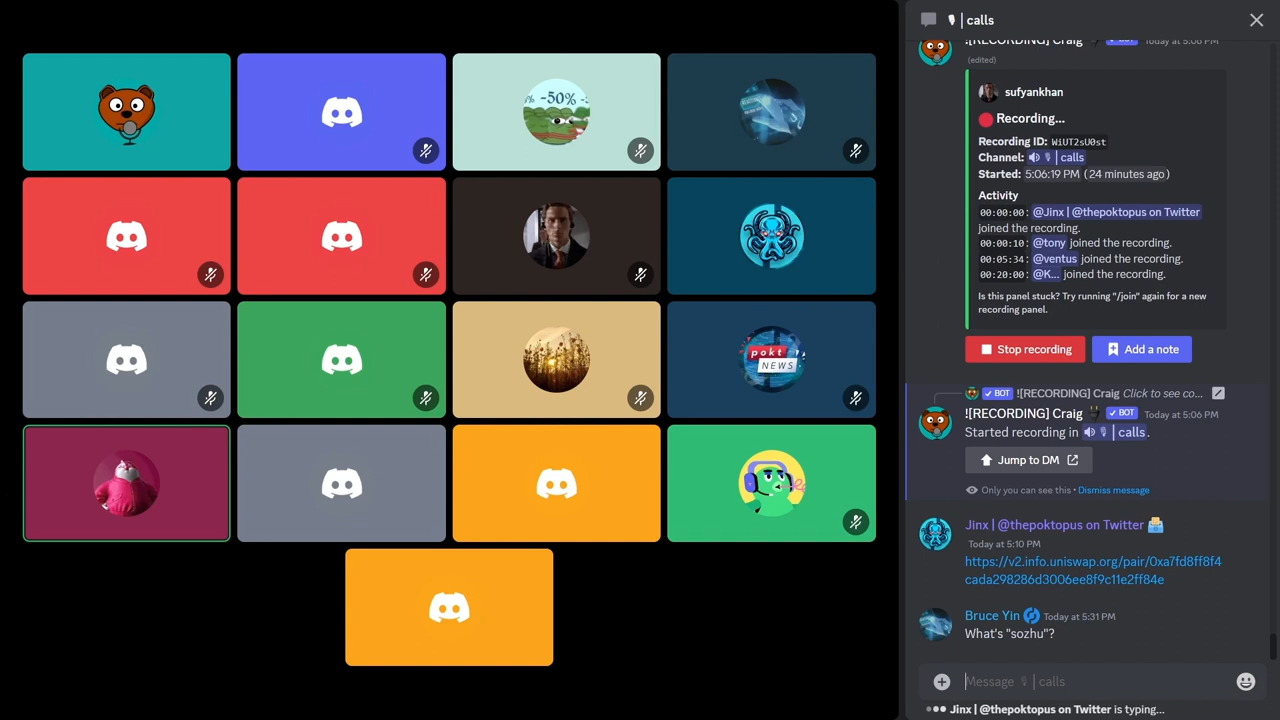 calls
![RECORDING] Craig BOT Today at 5:06 PM
(edited)
sufyankhan
Recording...
Recording ID: WiUT2sU0st
Channel: calls
Started: 5:06:19 PM (24 minutes ago)
Activity
00:00:00: @Jinx | @thepoktopus on Twitter
joined the recording.
00:00:10: @tony joined the recording.
00:05:34: @ventus joined the recording.
00:20:00: @K... joined the recording.
Is this panel stuck? Try running "/join" again for a new
recording panel.
Stop recording
Add a note
BOT ![RECORDING] Craig Click to see co...
![RECORDING] Craig BOT Today at 5:06 PM
Started recording in calls.
Jump to DM
Only you can see this • Dismiss message
Jinx | @thepoktopus on Twitter
Today at 5:10 PM
https://v2.info.uniswap.org/pair/0xa7fd8ff8f4
cada298286d3006ee8f9c11e2ff84e
Bruce Yin Today at 5:31 PM
What's "sozhu"?
Message | calls
Jinx | @thepoktopus on Twitter is typing...
-50%
pokt
NEWS